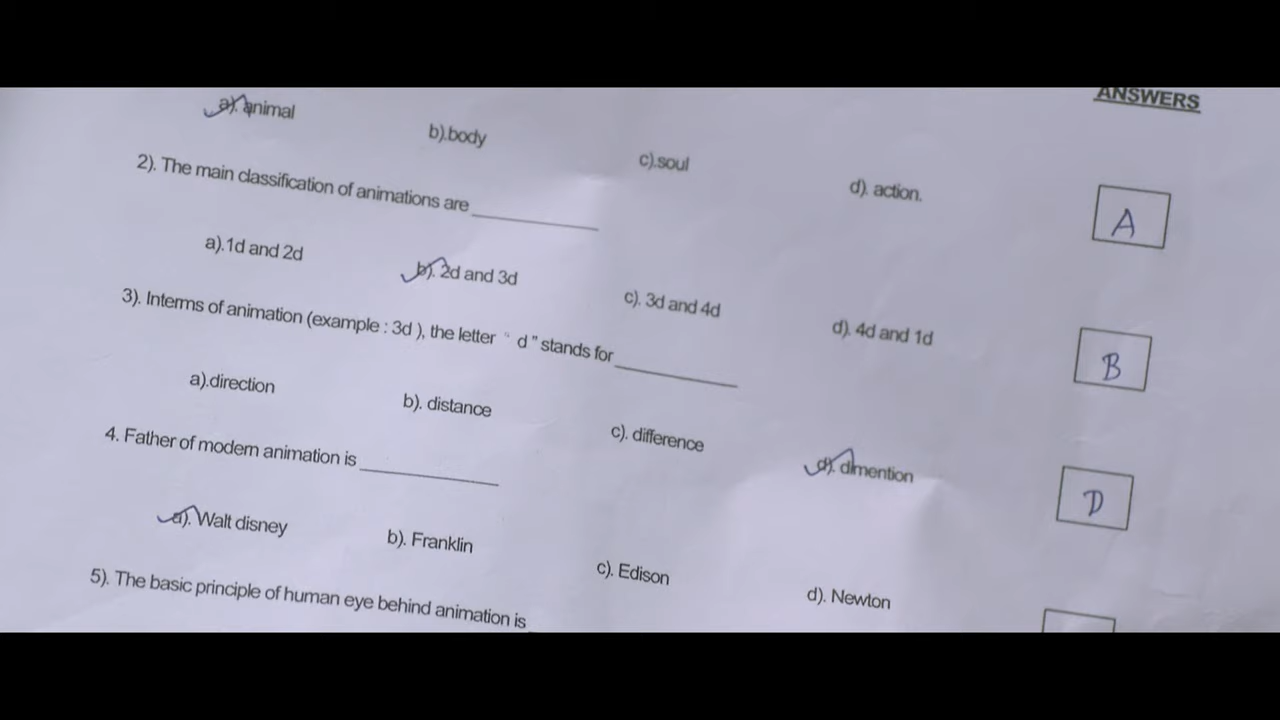 ANSWERS
a). animal b).body c).soul d). action.
A
2). The main classification of animations are ________
a).1d and 2d b). 2d and 3d c). 3d and 4d d). 4d and 1d
B
3). Interms of animation (example : 3d ), the letter “ d ” stands for ________
a).direction b). distance c). difference d). dimention
D
4. Father of modern animation is ________
a). Walt disney b). Franklin c). Edison d). Newton
5). The basic principle of human eye behind animation is